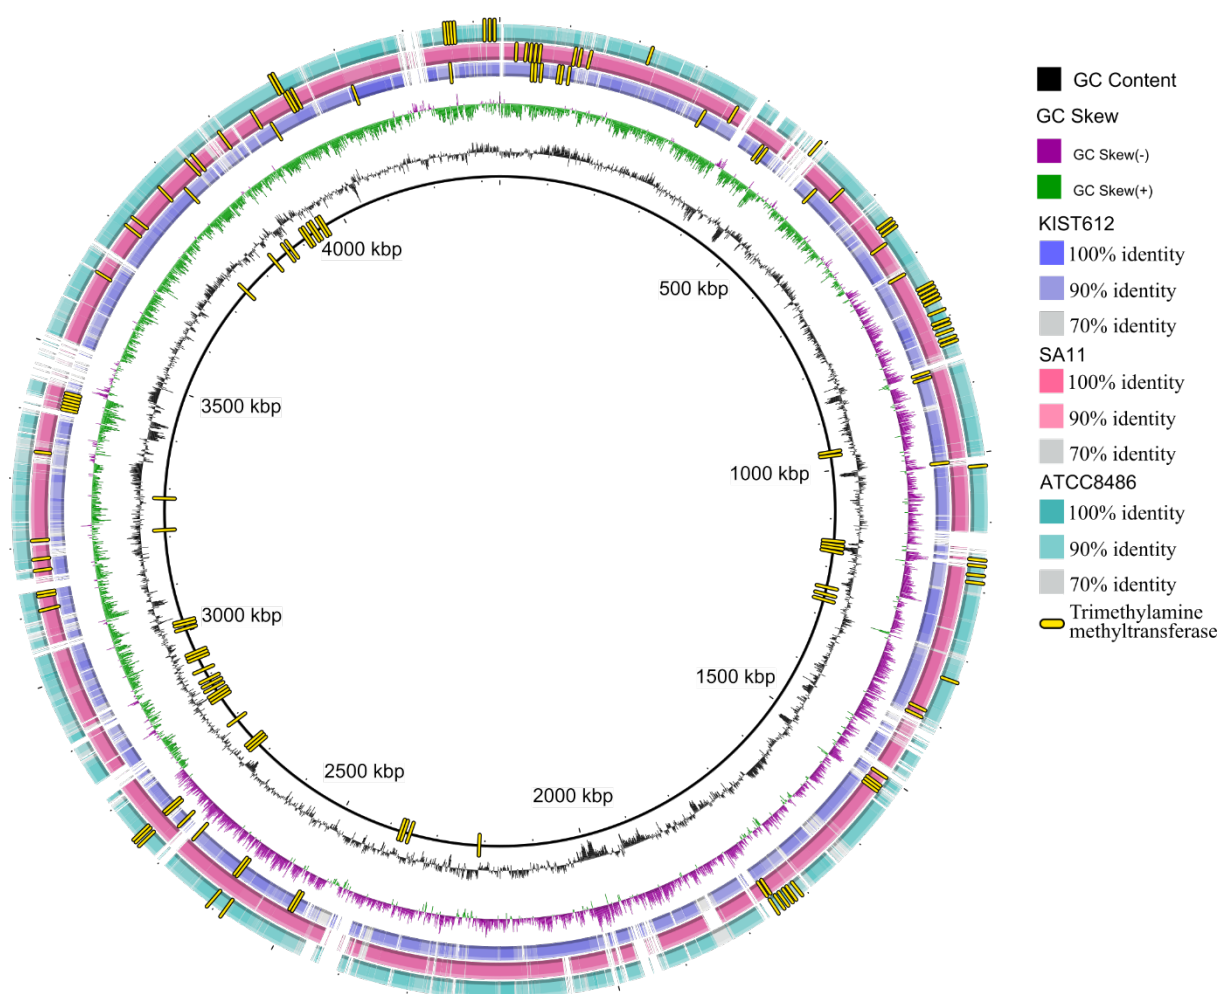 4000 kbp
500 kbp
3500 kbp
1000 kbp
3000 kbp
1500 kbp
2500 kbp
2000 kbp
GC Content
GC Skew
GC Skew(-)
GC Skew(+)
KIST612
100% identity
90% identity
70% identity
SA11
100% identity
90% identity
70% identity
ATCC8486
100% identity
90% identity
70% identity
Trimethylamine
methyltransferase